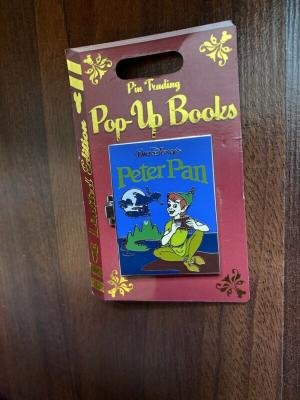 Pin Trading
Pop-Up Books
Limited Edition
Walt Disney's
Peter Pan